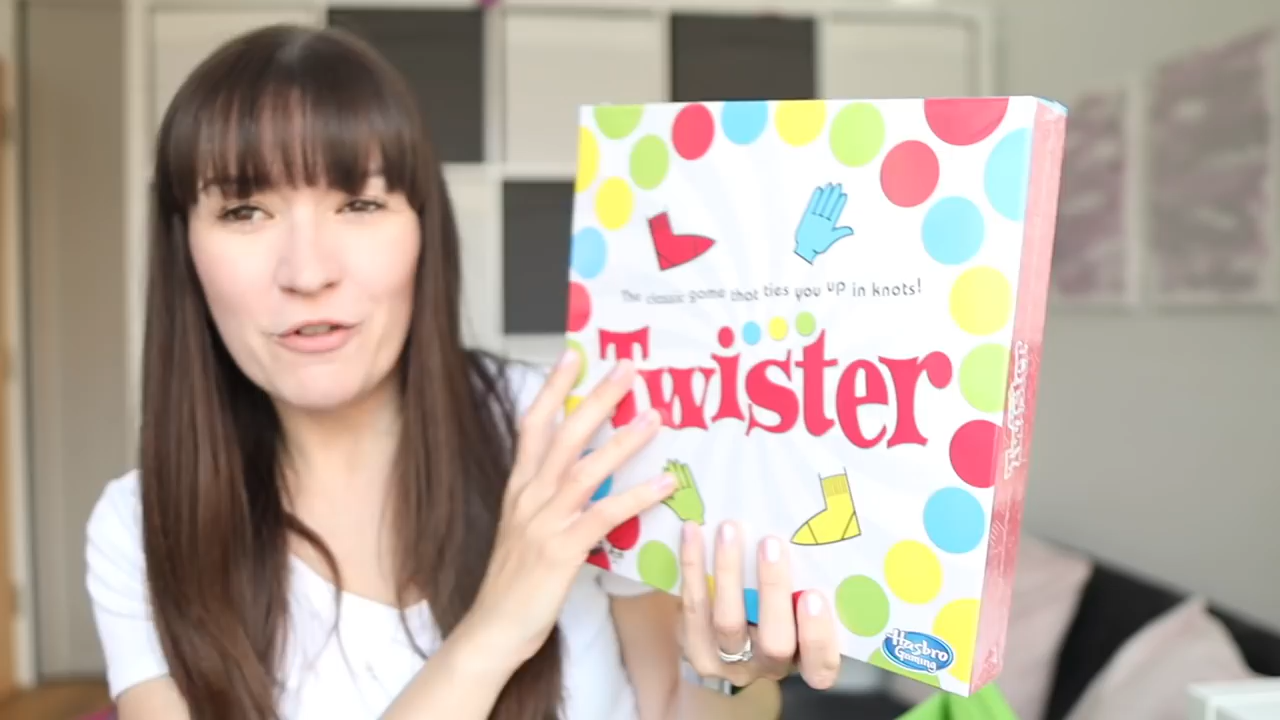 The classic game that ties you up in knots!
Twister
Twister
Hasbro
Gaming